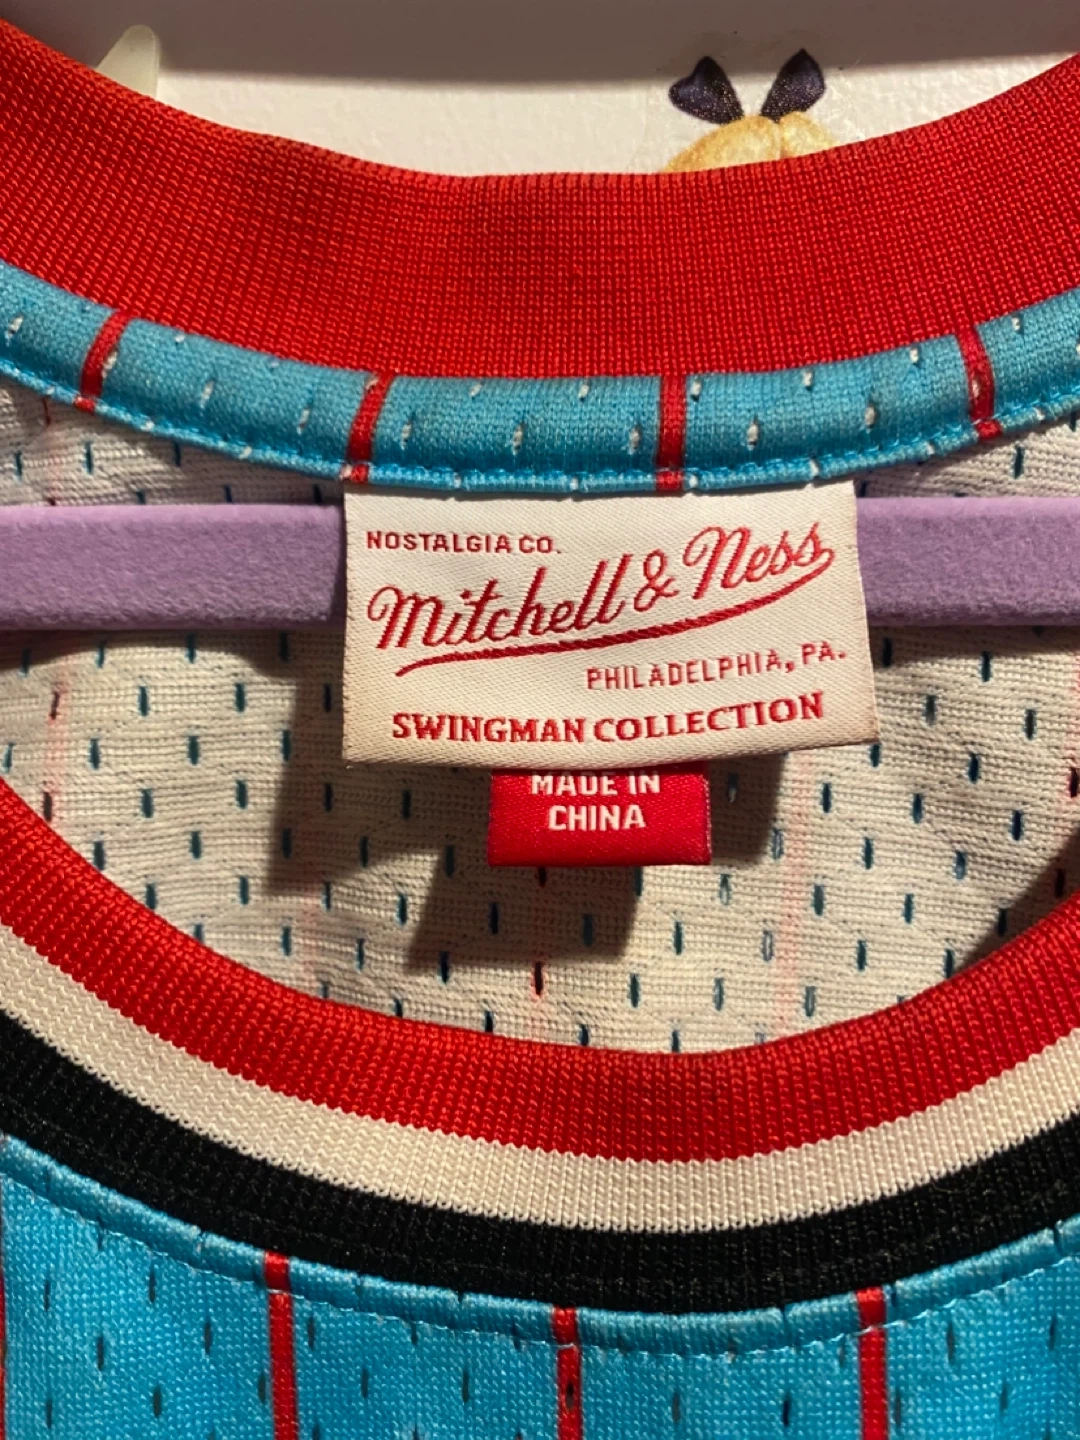 NOSTALGIA CO.
Mitchell & Ness
PHILADELPHIA, PA.
SWINGMAN COLLECTION
MADE IN
CHINA